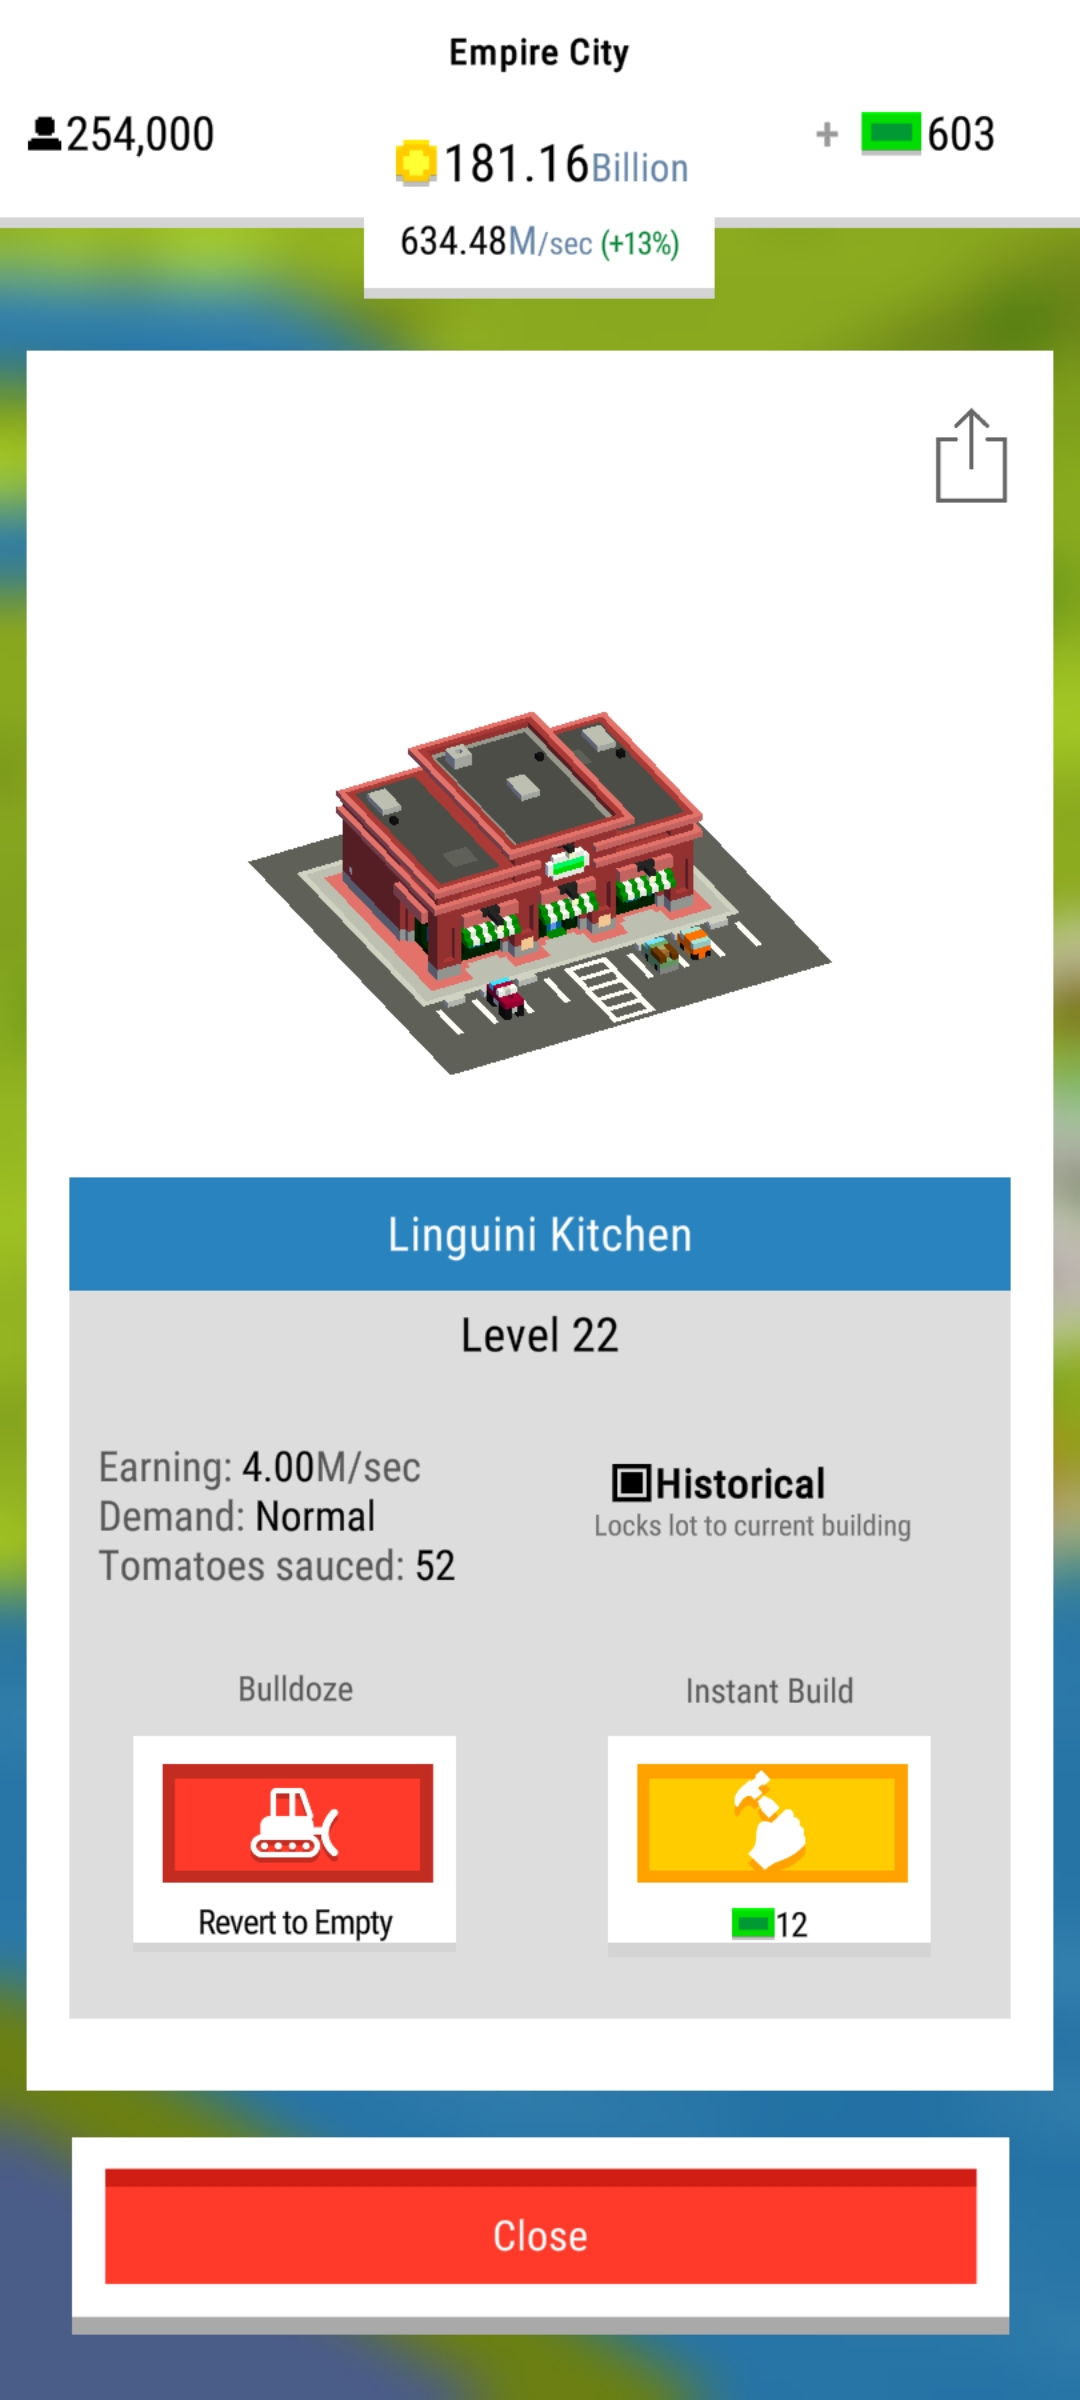 Empire City
254,000
181.16Billion
+ 603
634.48M/sec (+13%)
Linguini Kitchen
Level 22
Earning: 4.00M/sec
Demand: Normal
Tomatoes sauced: 52
Historical
Locks lot to current building
Bulldoze
Revert to Empty
Instant Build
12
Close